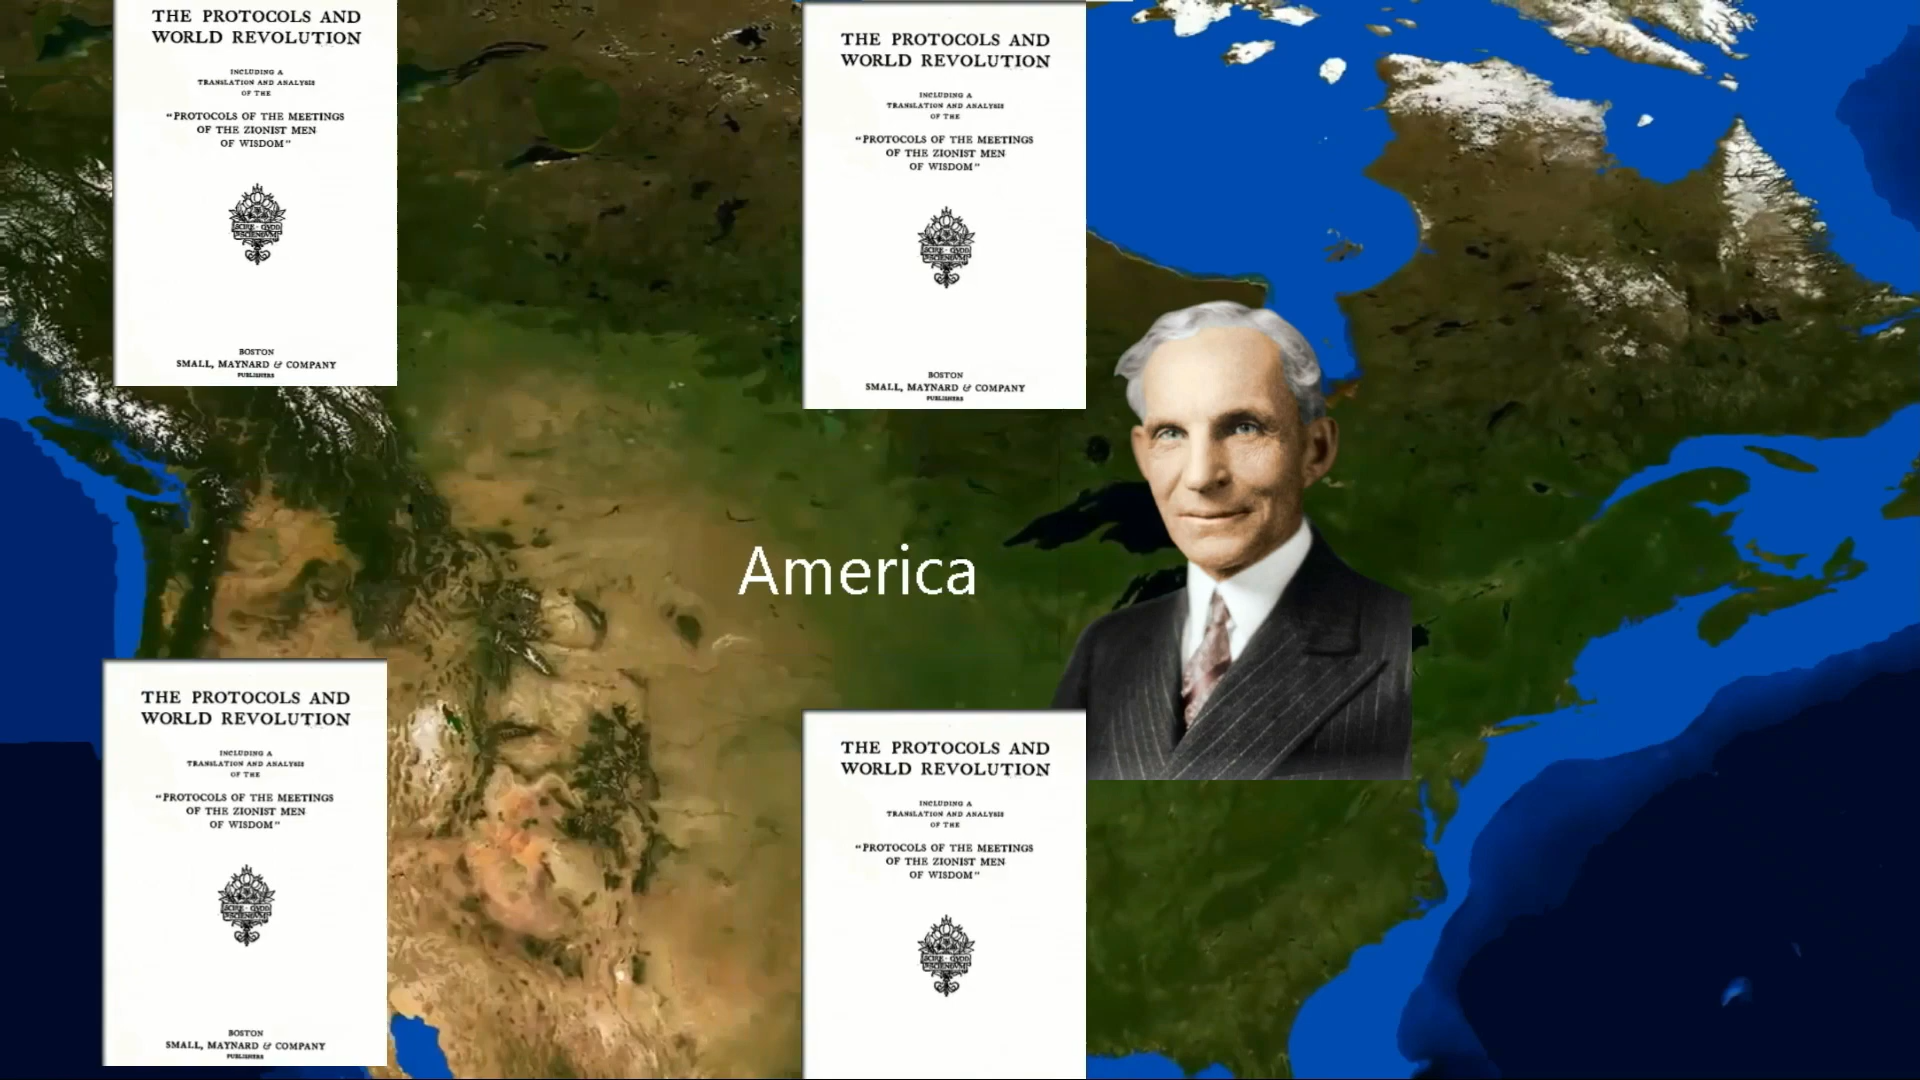 THE PROTOCOLS AND
WORLD REVOLUTION
INCLUDING A
TRANSLATION AND ANALYSIS
OF THE
"PROTOCOLS OF THE MEETINGS
OF THE ZIONIST MEN
OF WISDOM"
BOSTON
SMALL, MAYNARD & COMPANY
PUBLISHERS
THE PROTOCOLS AND
WORLD REVOLUTION
INCLUDING A
TRANSLATION AND ANALYSIS
OF THE
"PROTOCOLS OF THE MEETINGS
OF THE ZIONIST MEN
OF WISDOM"
BOSTON
SMALL, MAYNARD & COMPANY
PUBLISHERS
America
THE PROTOCOLS AND
WORLD REVOLUTION
INCLUDING A
TRANSLATION AND ANALYSIS
OF THE
"PROTOCOLS OF THE MEETINGS
OF THE ZIONIST MEN
OF WISDOM"
BOSTON
SMALL, MAYNARD & COMPANY
PUBLISHERS
THE PROTOCOLS AND
WORLD REVOLUTION
INCLUDING A
TRANSLATION AND ANALYSIS
OF THE
"PROTOCOLS OF THE MEETINGS
OF THE ZIONIST MEN
OF WISDOM"